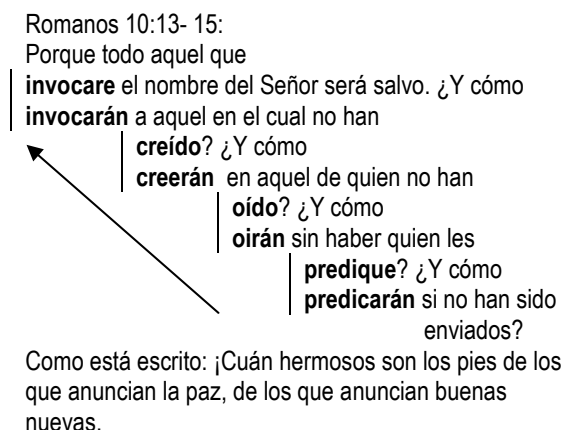 Romanos 10:13- 15:
Porque todo aquel que
invocare el nombre del Señor será salvo. ¿Y cómo
invocarán a aquel en el cual no han
creído? ¿Y cómo
creerán en aquel de quien no han
oído? ¿Y cómo
oirán sin haber quien les
predique? ¿Y cómo
predicarán si no han sido
enviados?
Como está escrito: ¡Cuán hermosos son los pies de los
que anuncian la paz, de los que anuncian buenas
nuevas.